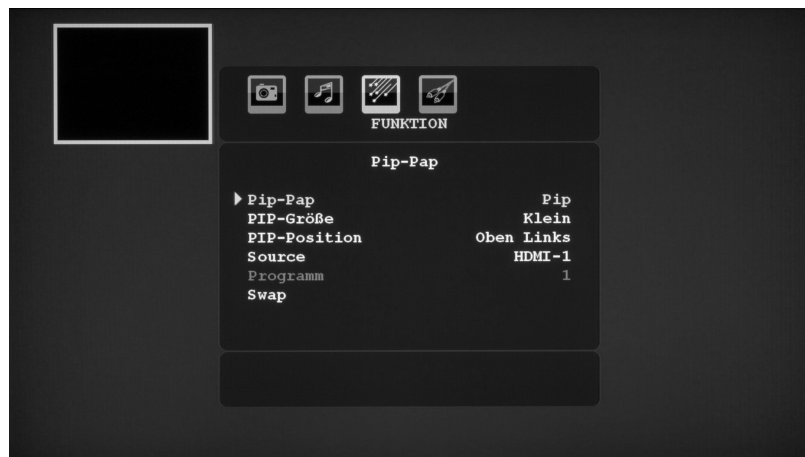 FUNKTION
Pip-Pap
Pip-Pap Pip
PIP-Größe Klein
PIP-Position Oben Links
Source HDMI-1
Programm 1
Swap